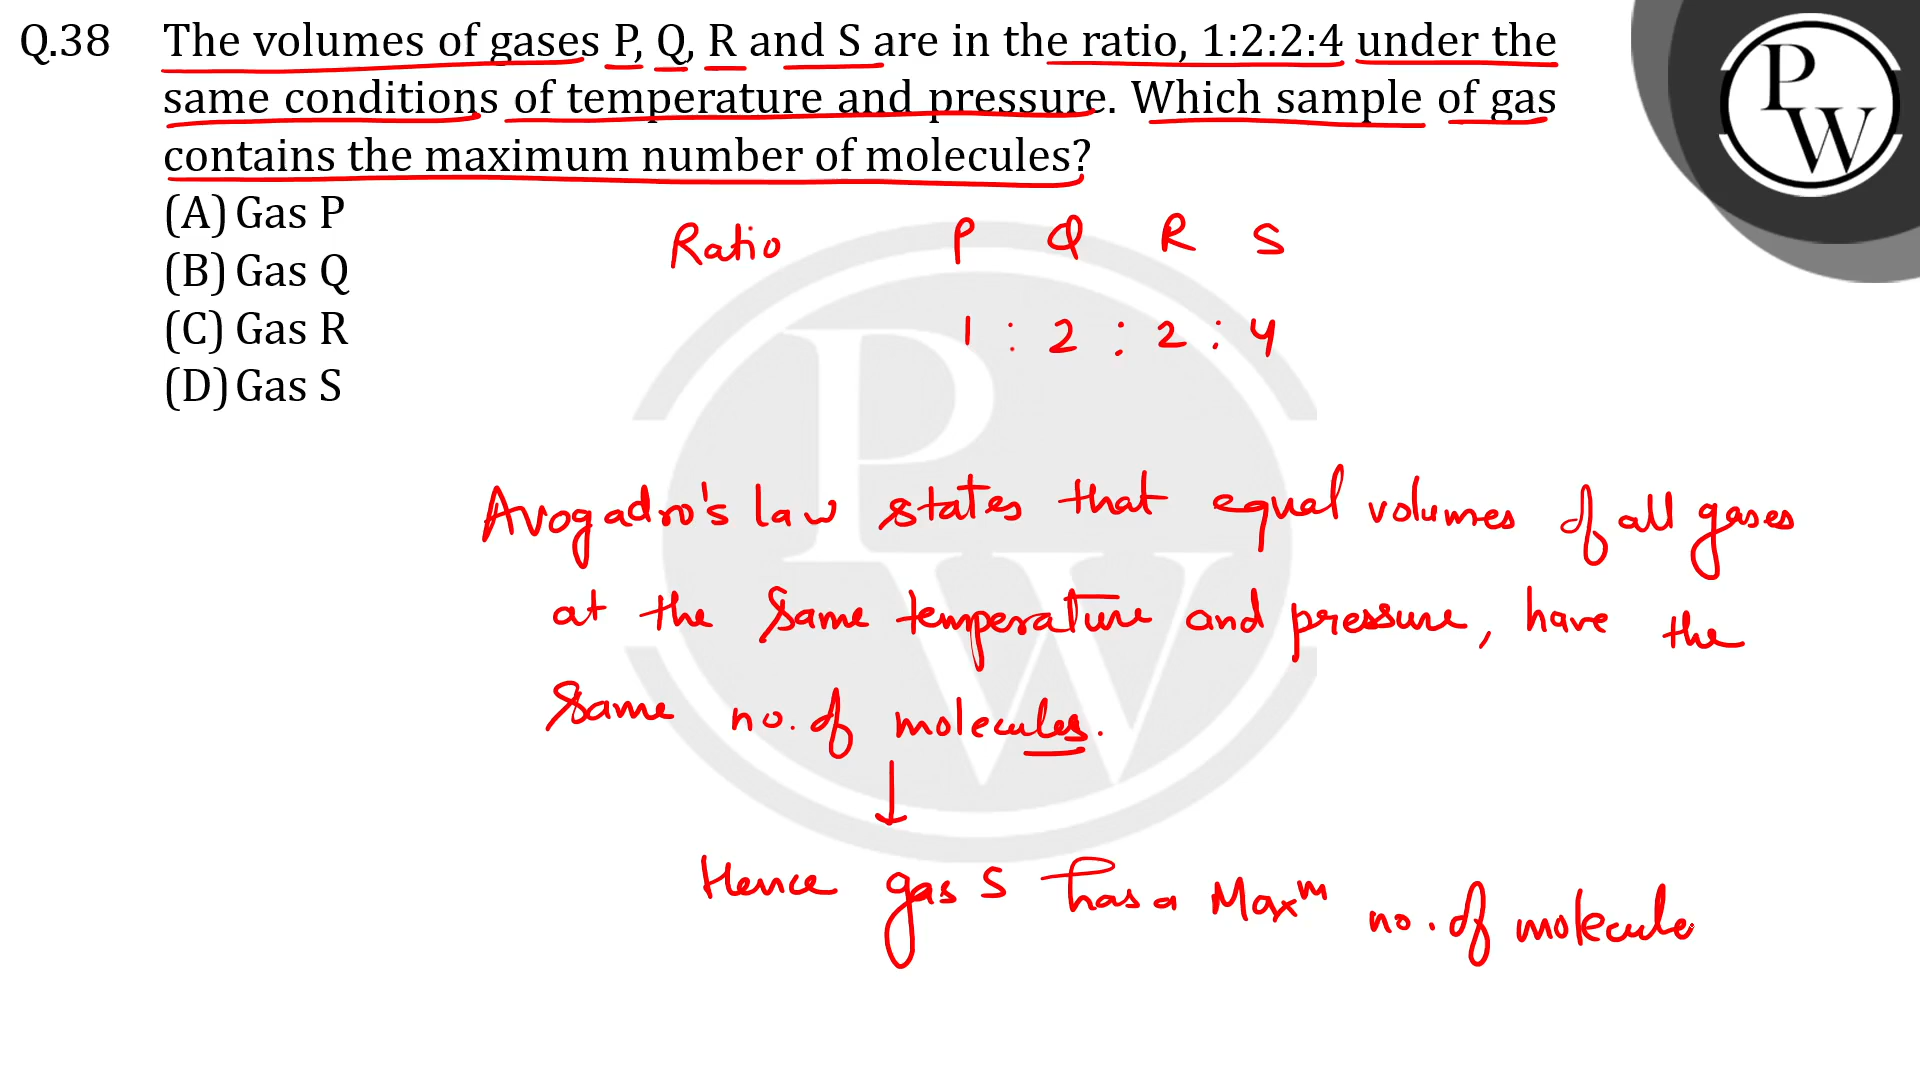 Q.38 The volumes of gases P, Q, R and S are in the ratio, 1:2:2:4 under the
same conditions of temperature and pressure. Which sample of gas
contains the maximum number of molecules?
(A) Gas P
(B) Gas Q
(C) Gas R
(D) Gas S
Ratio P Q R S
1 : 2 : 2 : 4
Avogadro's law states that equal volumes of all gases
at the same temperature and pressure, have the
same no. of molecules.
↓
Hence gas S has a Maxᵐ no. of molecule
P
W
P
W